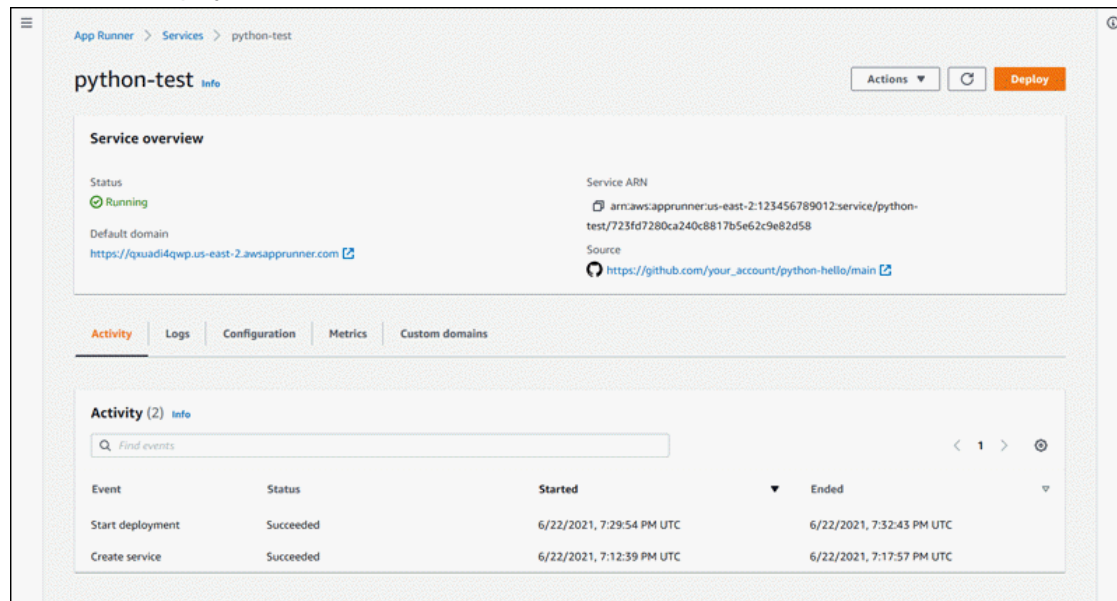 App Runner > Services > python-test
python-test Info
Actions ▼
Deploy
Service overview
Status
Running
Default domain
https://qxuadi4qwp.us-east-2.awsapprunner.com
Service ARN
arn:aws:apprunner:us-east-2:123456789012:service/python-
test/723fd7280ca240c8817b5e62c9e82d58
Source
https://github.com/your_account/python-hello/main
Activity Logs Configuration Metrics Custom domains
Activity (2) Info
Find events
< 1 >
Event Status Started Ended
Start deployment Succeeded 6/22/2021, 7:29:54 PM UTC 6/22/2021, 7:32:43 PM UTC
Create service Succeeded 6/22/2021, 7:12:39 PM UTC 6/22/2021, 7:17:57 PM UTC